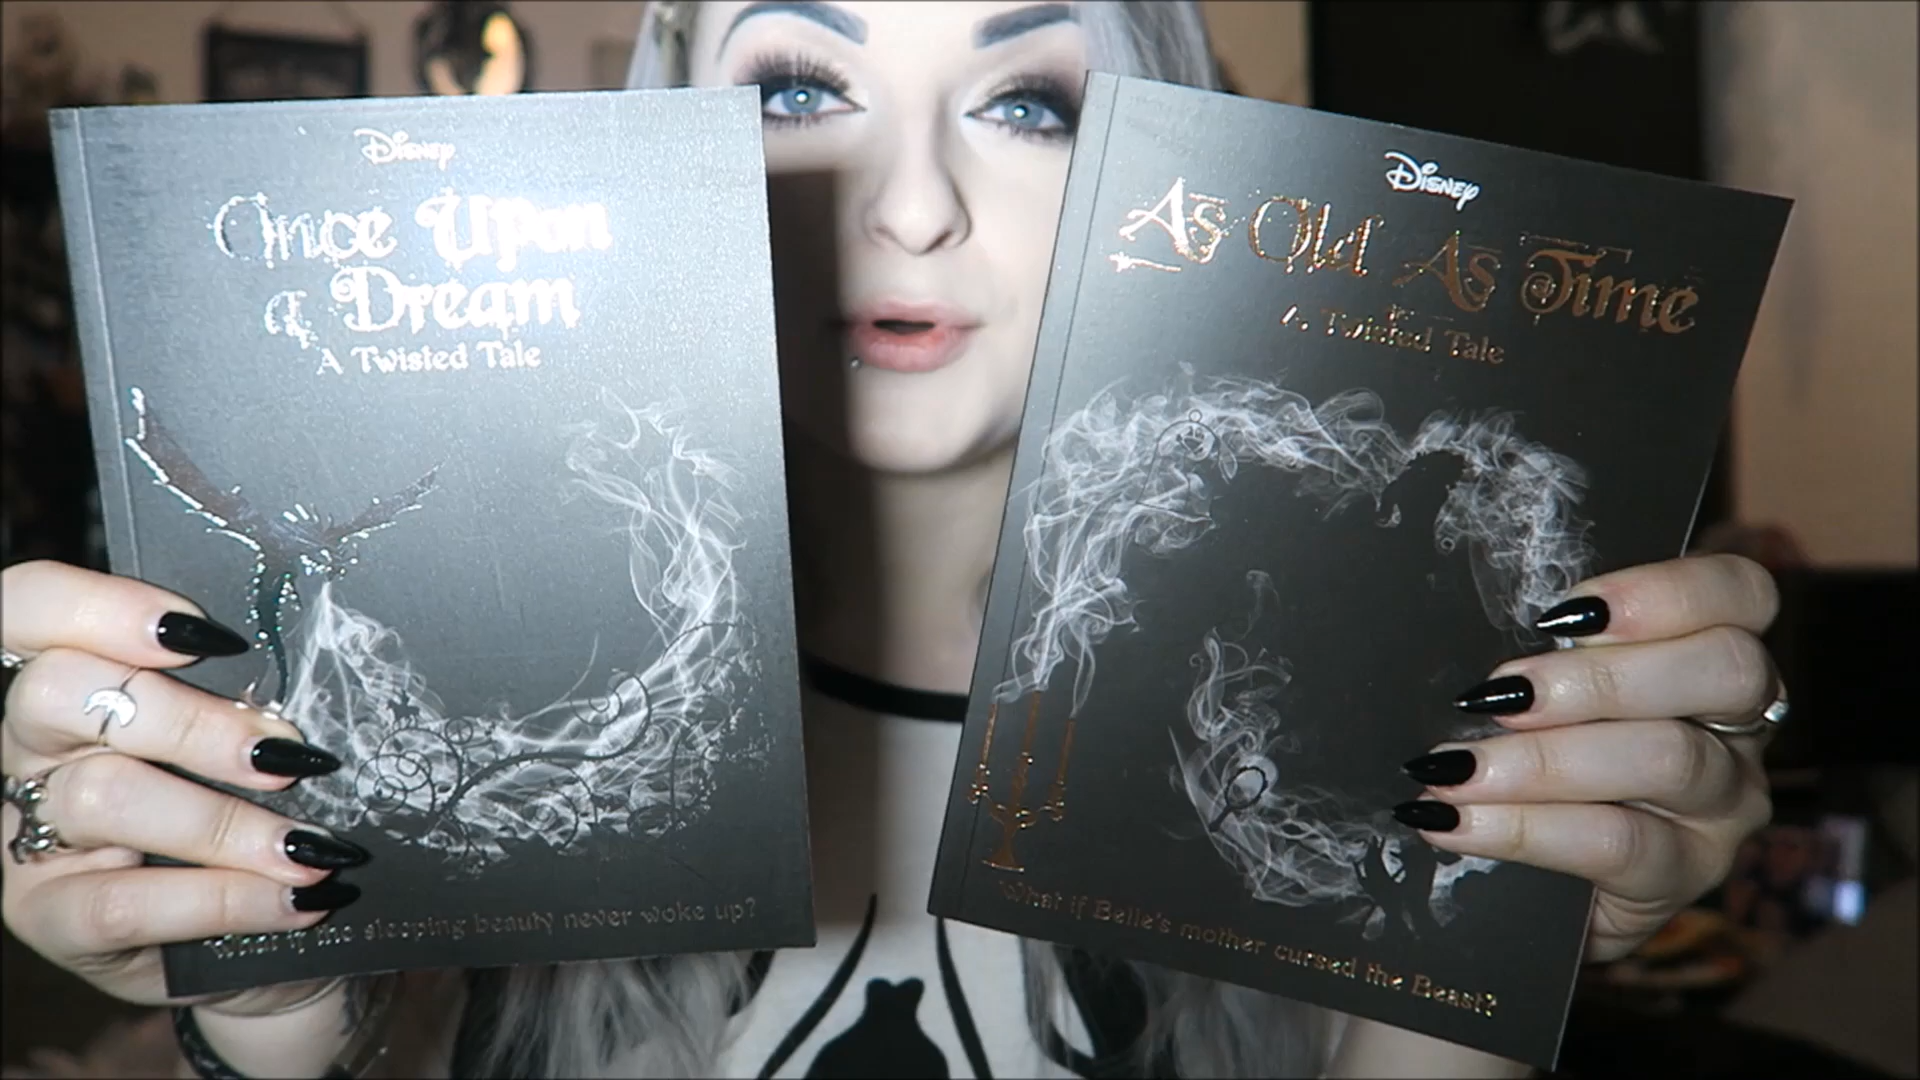 Disney
Once Upon
a Dream
A Twisted Tale
What if the sleeping beauty never woke up?
Disney
As Old As Time
A Twisted Tale
What if Belle's mother cursed the Beast?